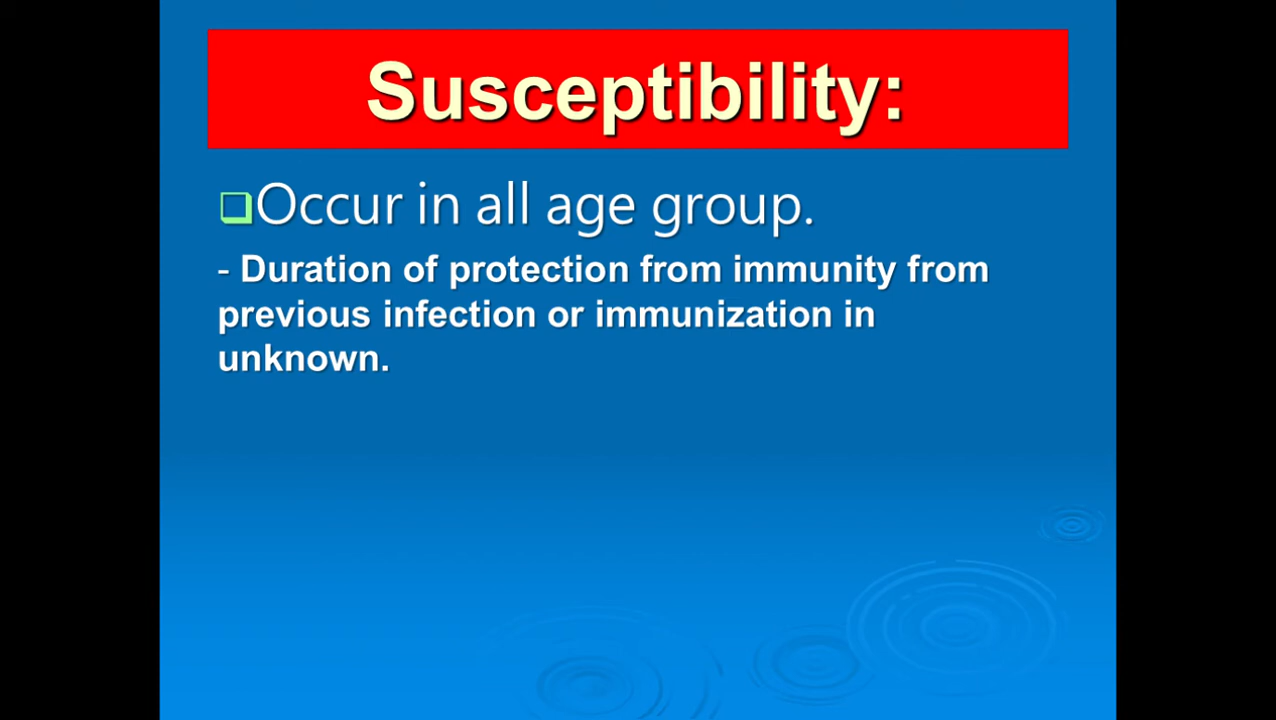 Susceptibility:
Occur in all age group.
- Duration of protection from immunity from
previous infection or immunization in
unknown.